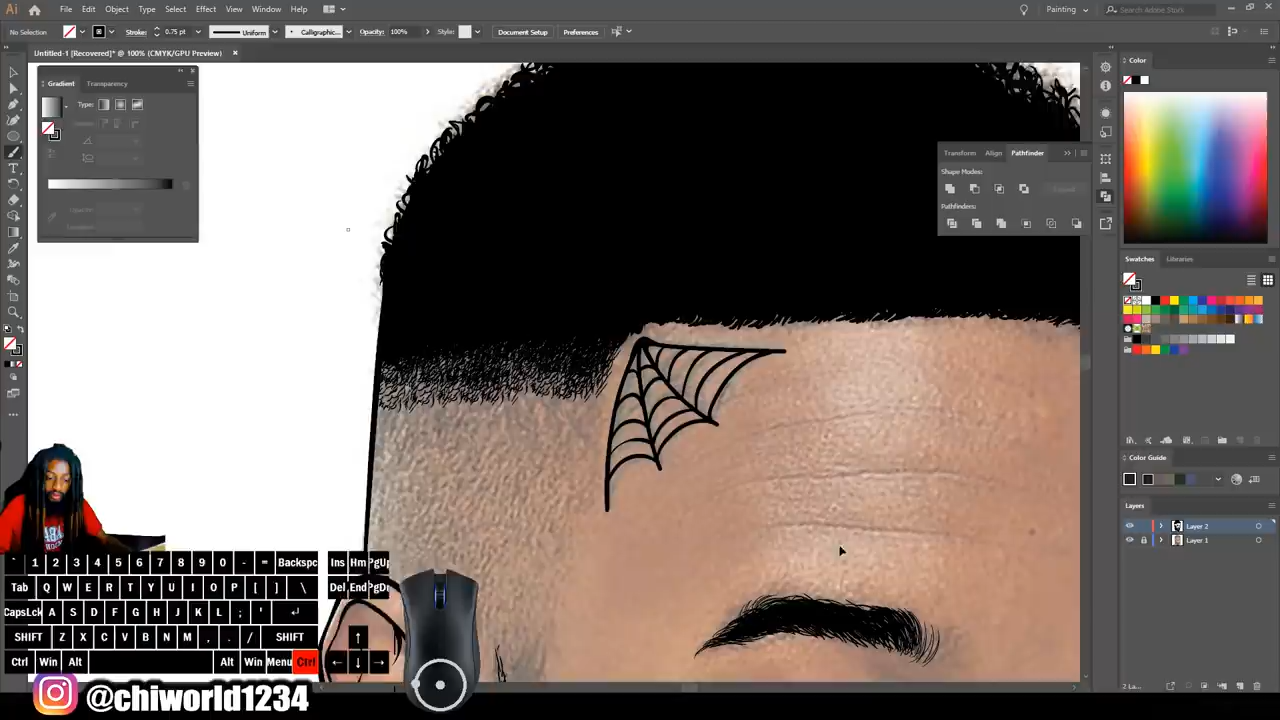 Ai File Edit Object Type Select Effect View Window Help Painting Search Adobe Stock
No Selection Stroke: 0.75 pt Uniform Calligraphic... Opacity: 100% Style: Document Setup Preferences
Untitled-1 [Recovered]* @ 100% (CMYK/GPU Preview)
Gradient Transparency
Type:
Color
Transform Align Pathfinder
Shape Modes:
Pathfinders:
Swatches Libraries
Color Guide
Layers
Layer 2
Layer 1
2 La...
` 1 2 3 4 5 6 7 8 9 0 - = Backspc Ins Hm PgUp
Tab Q W E R T Y U I O P [ ] \ Del End PgDn
CapsLck A S D F G H J K L ; '
SHIFT Z X C V B N M , . / SHIFT
Ctrl Win Alt Alt Win Menu Ctrl
@chiworld1234